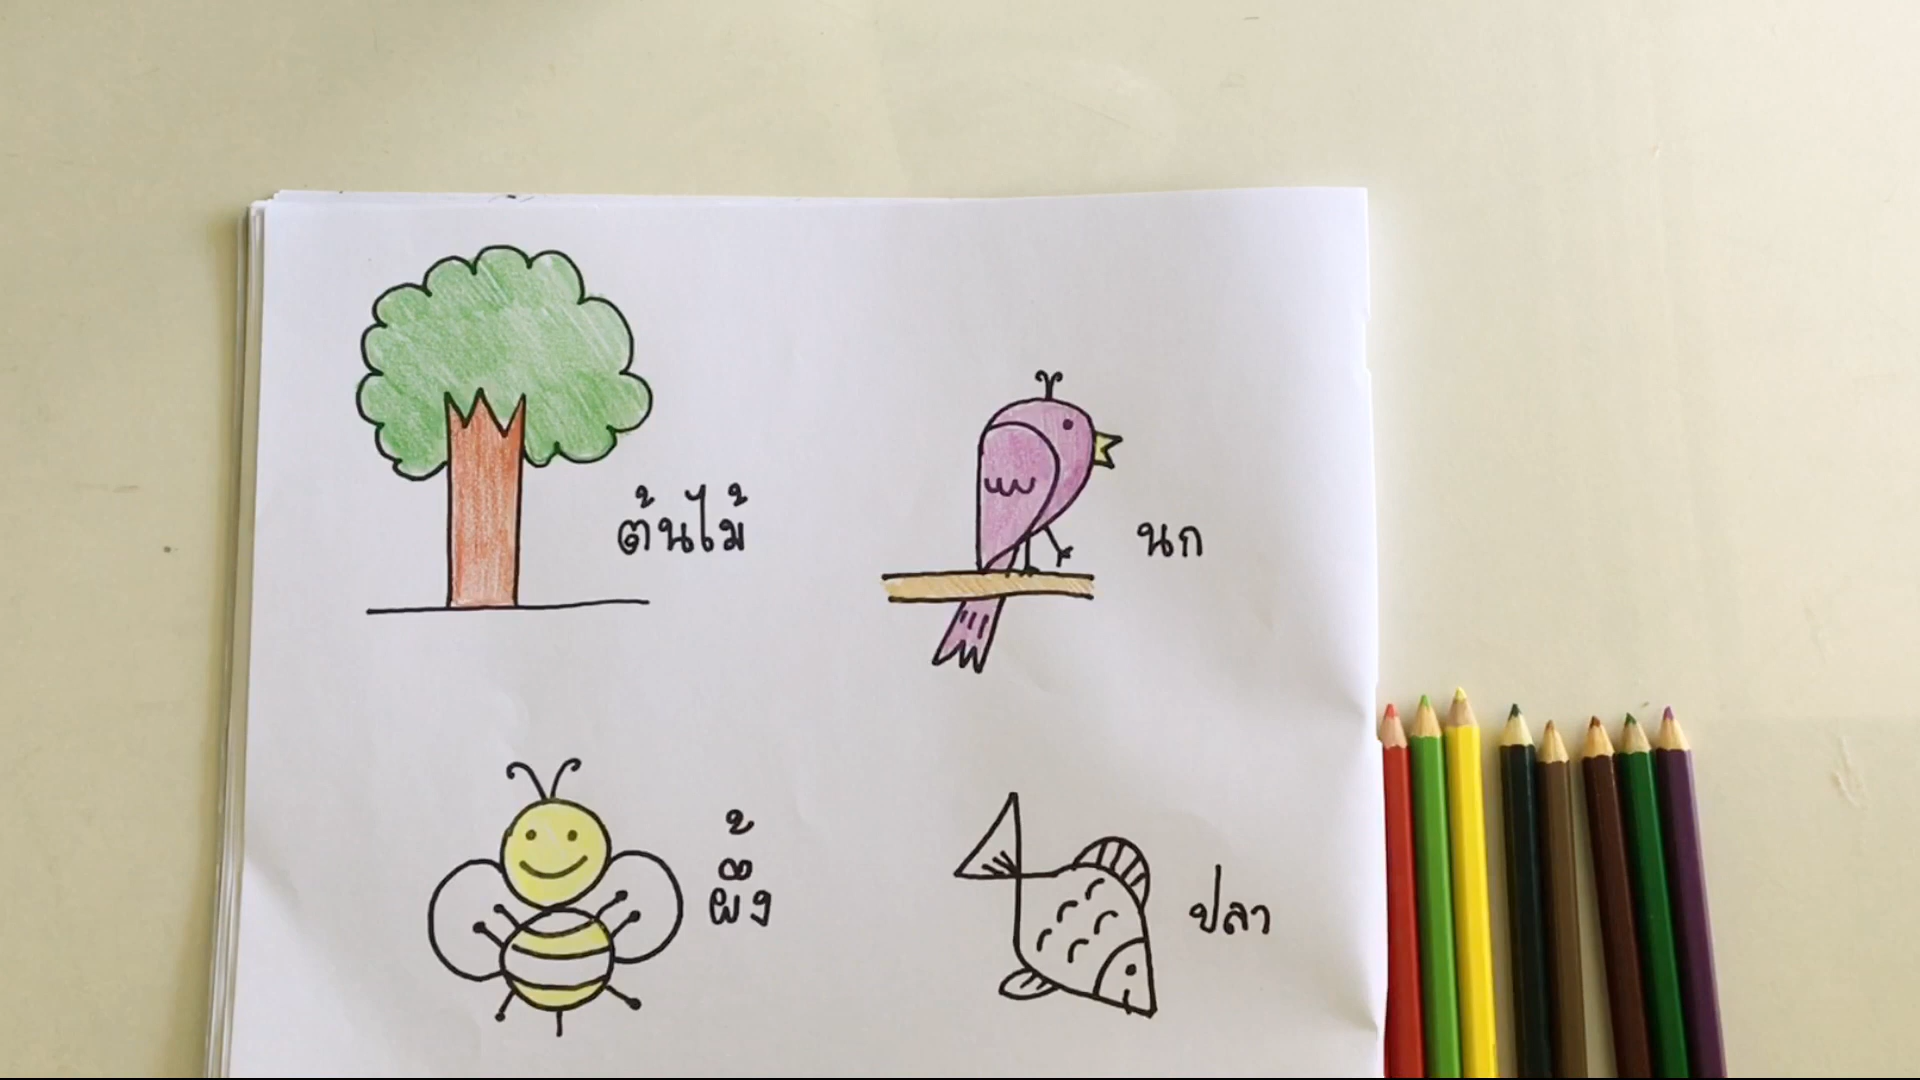 ต้นไม้
นก
ผึ้ง
ปลา